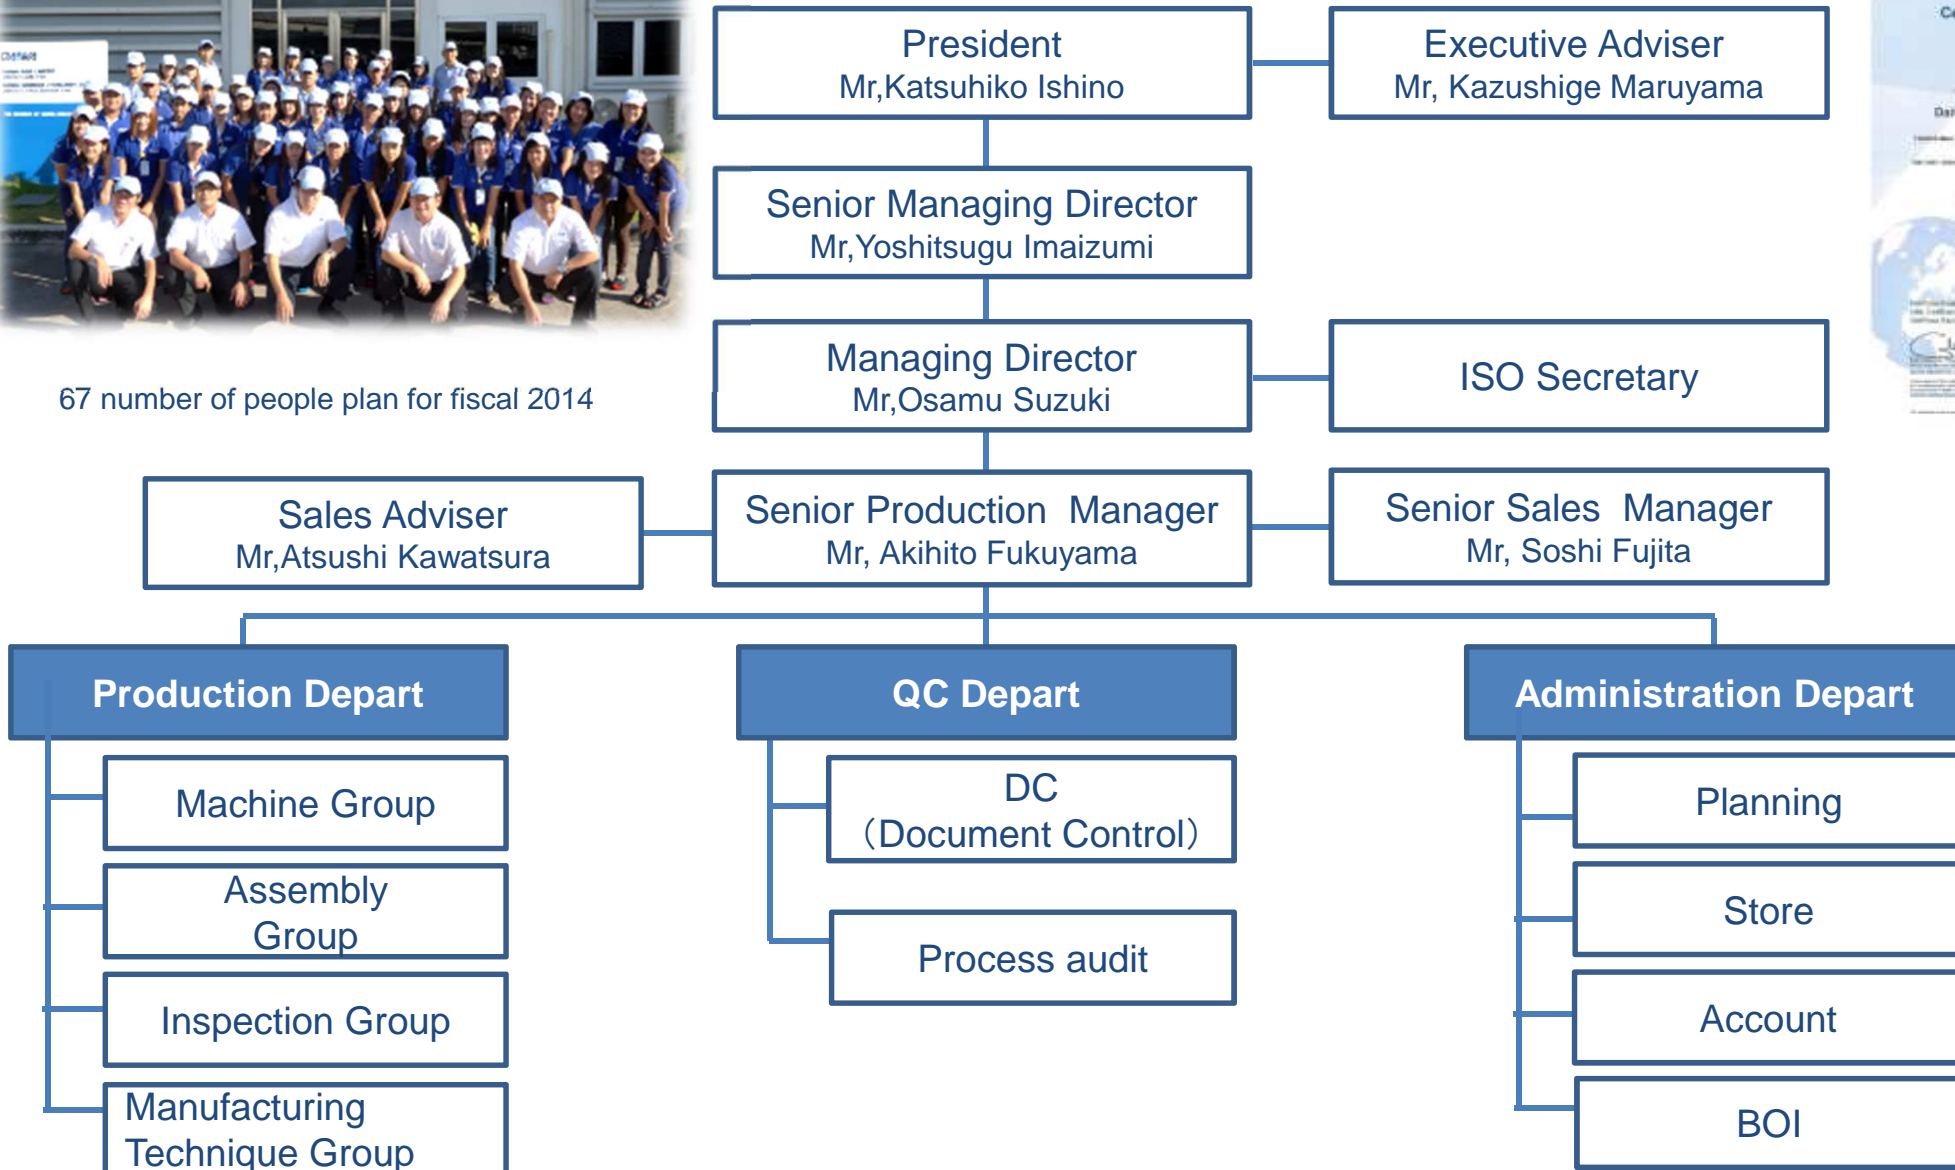 President
Mr,Katsuhiko Ishino
Executive Adviser
Mr, Kazushige Maruyama
Senior Managing Director
Mr,Yoshitsugu Imaizumi
Managing Director
Mr,Osamu Suzuki
ISO Secretary
67 number of people plan for fiscal 2014
Sales Adviser
Mr,Atsushi Kawatsura
Senior Production Manager
Mr, Akihito Fukuyama
Senior Sales Manager
Mr, Soshi Fujita
Production Depart
QC Depart
Administration Depart
Machine Group
Assembly
Group
Inspection Group
Manufacturing
Technique Group
DC
（Document Control）
Process audit
Planning
Store
Account
BOI